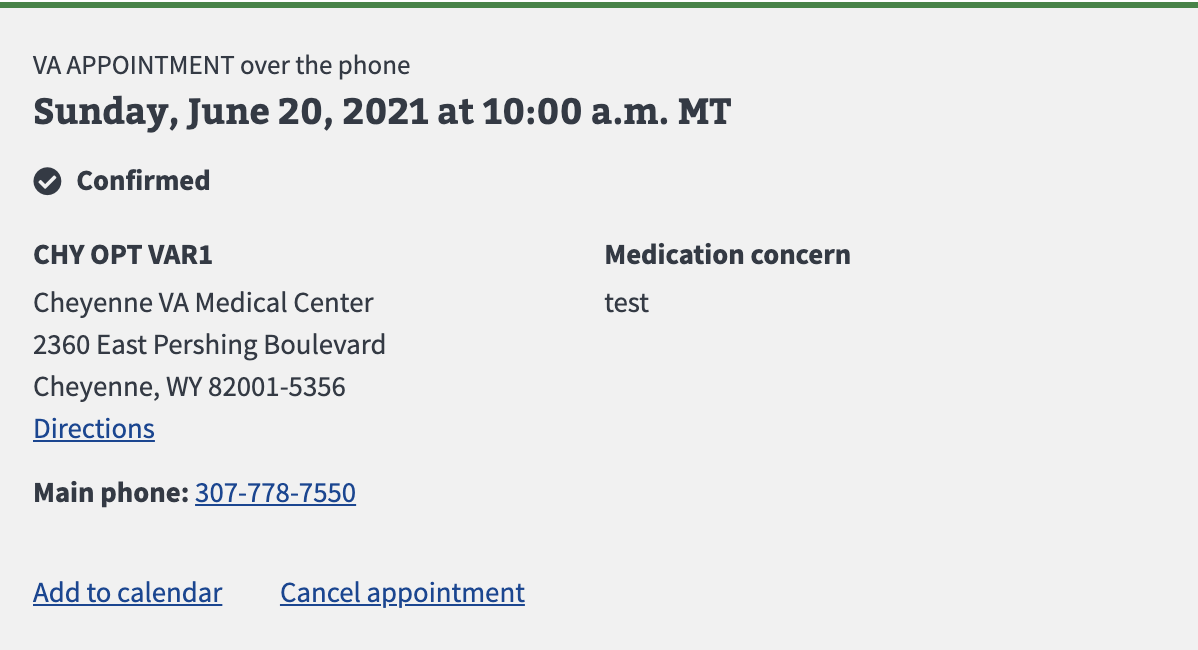 VA APPOINTMENT over the phone
Sunday, June 20, 2021 at 10:00 a.m. MT
Confirmed
CHY OPT VAR1
Cheyenne VA Medical Center
2360 East Pershing Boulevard
Cheyenne, WY 82001-5356
Directions
Main phone: 307-778-7550
Medication concern
test
Add to calendar
Cancel appointment